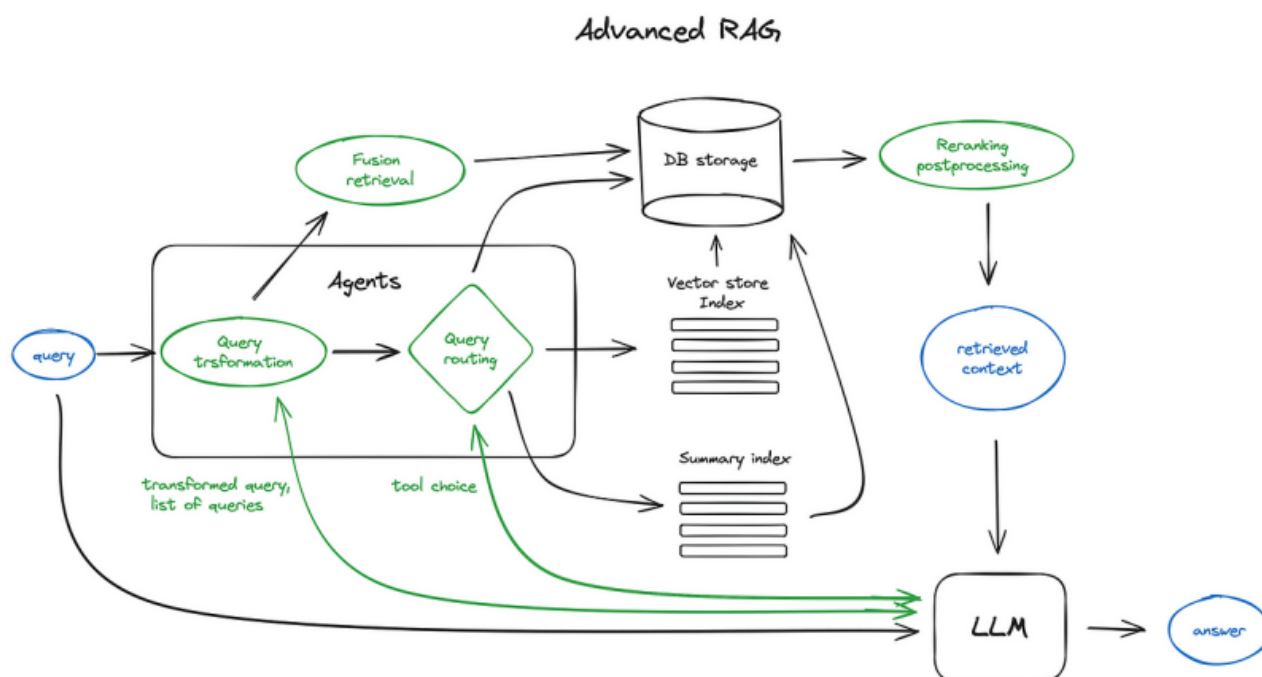 Advanced RAG
Fusion
retrieval
DB storage
Reranking
postprocessing
Agents
Vector store
Index
query
Query
trsformation
Query
routing
retrieved
context
Summary index
transformed query,
list of queries
tool choice
LLM
answer